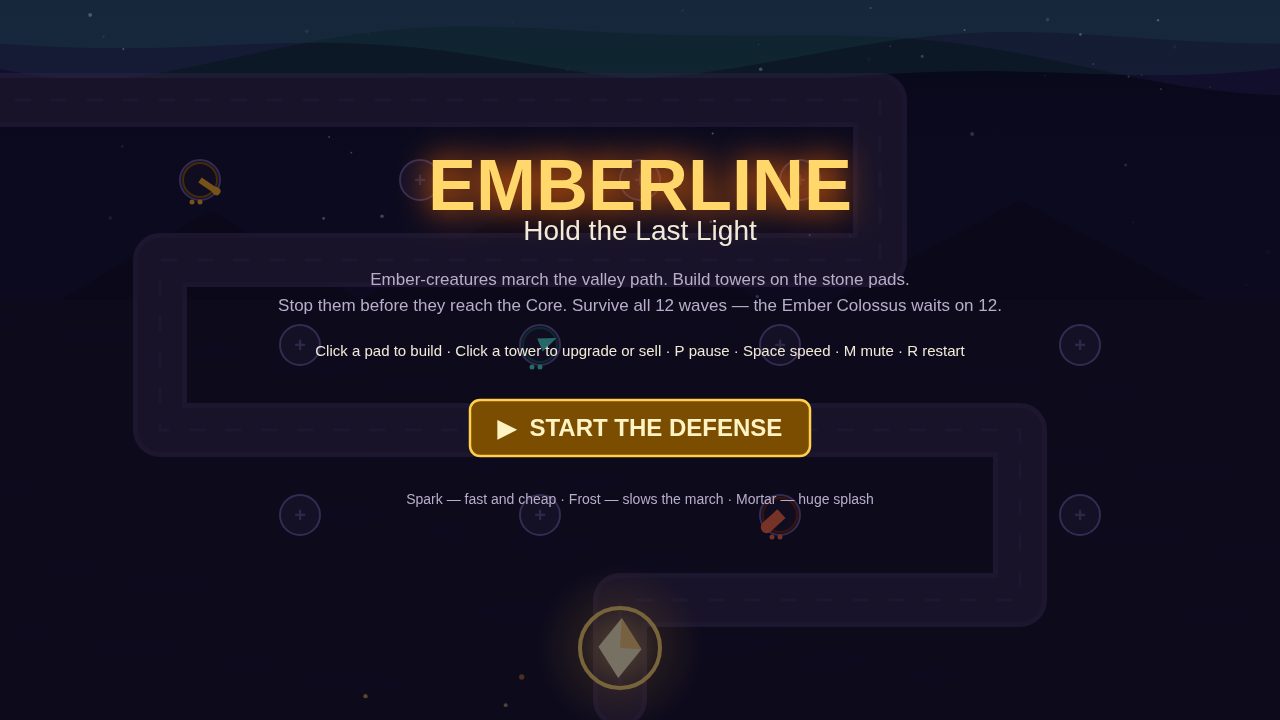 EMBERLINE
Hold the Last Light
Ember-creatures march the valley path. Build towers on the stone pads.
Stop them before they reach the Core. Survive all 12 waves — the Ember Colossus waits on 12.
Click a pad to build · Click a tower to upgrade or sell · P pause · Space speed · M mute · R restart
▶ START THE DEFENSE
Spark — fast and cheap · Frost — slows the march · Mortar — huge splash